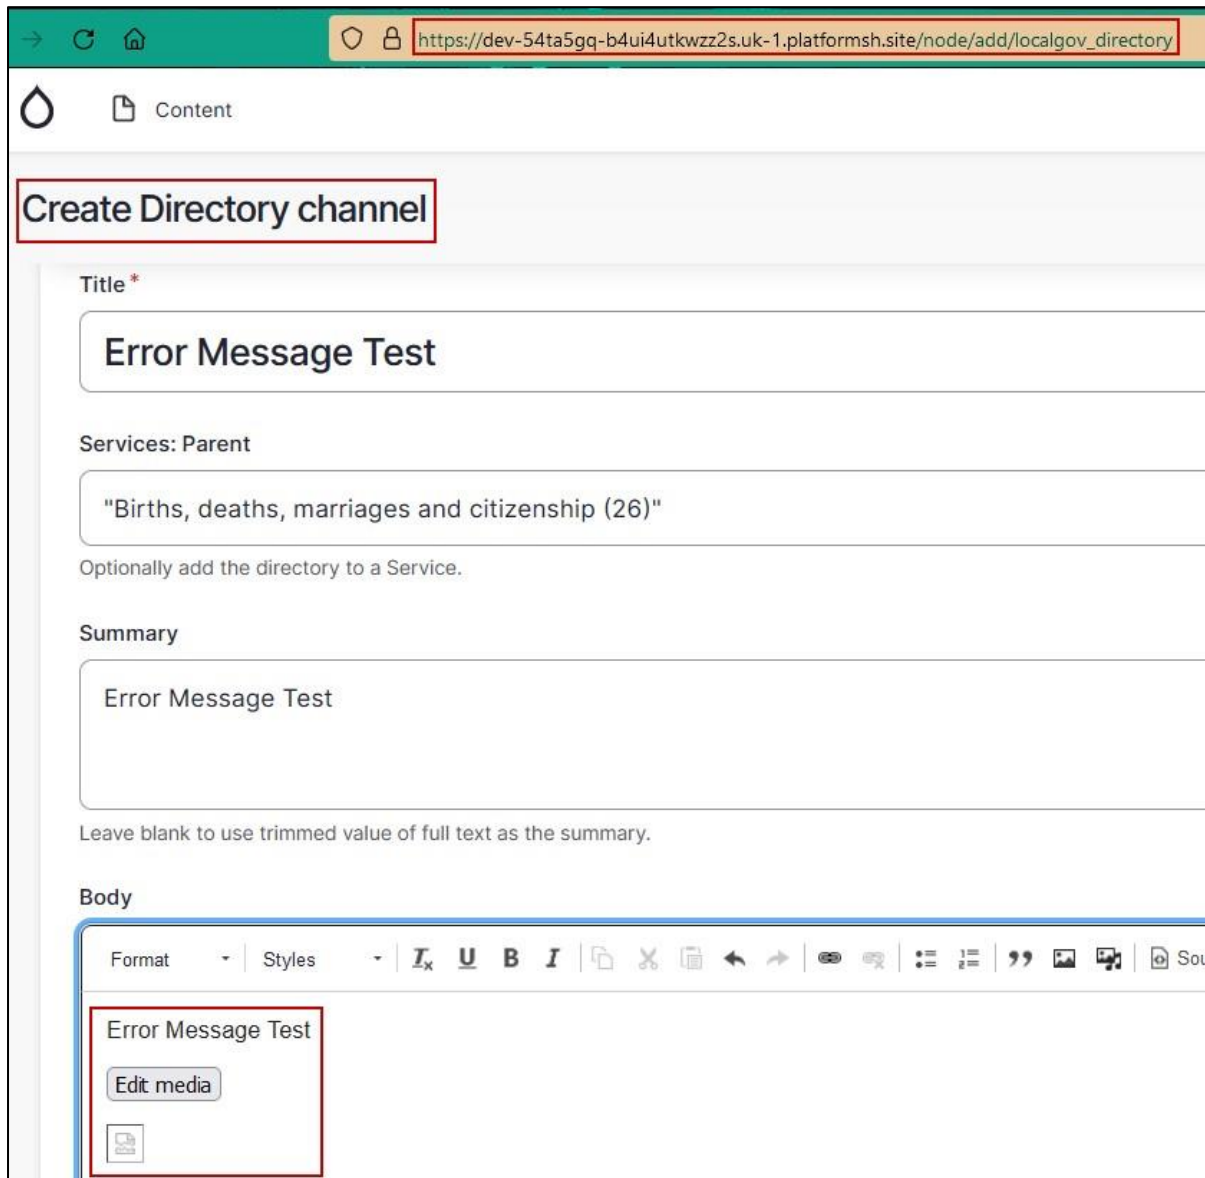 https://dev-54ta5gq-b4ui4utkwzz2s.uk-1.platformsh.site/node/add/localgov_directory
Content
Create Directory channel
Title*
Error Message Test
Services: Parent
"Births, deaths, marriages and citizenship (26)"
Optionally add the directory to a Service.
Summary
Error Message Test
Leave blank to use trimmed value of full text as the summary.
Body
Format Styles Tx U B I Sou
Error Message Test
Edit media